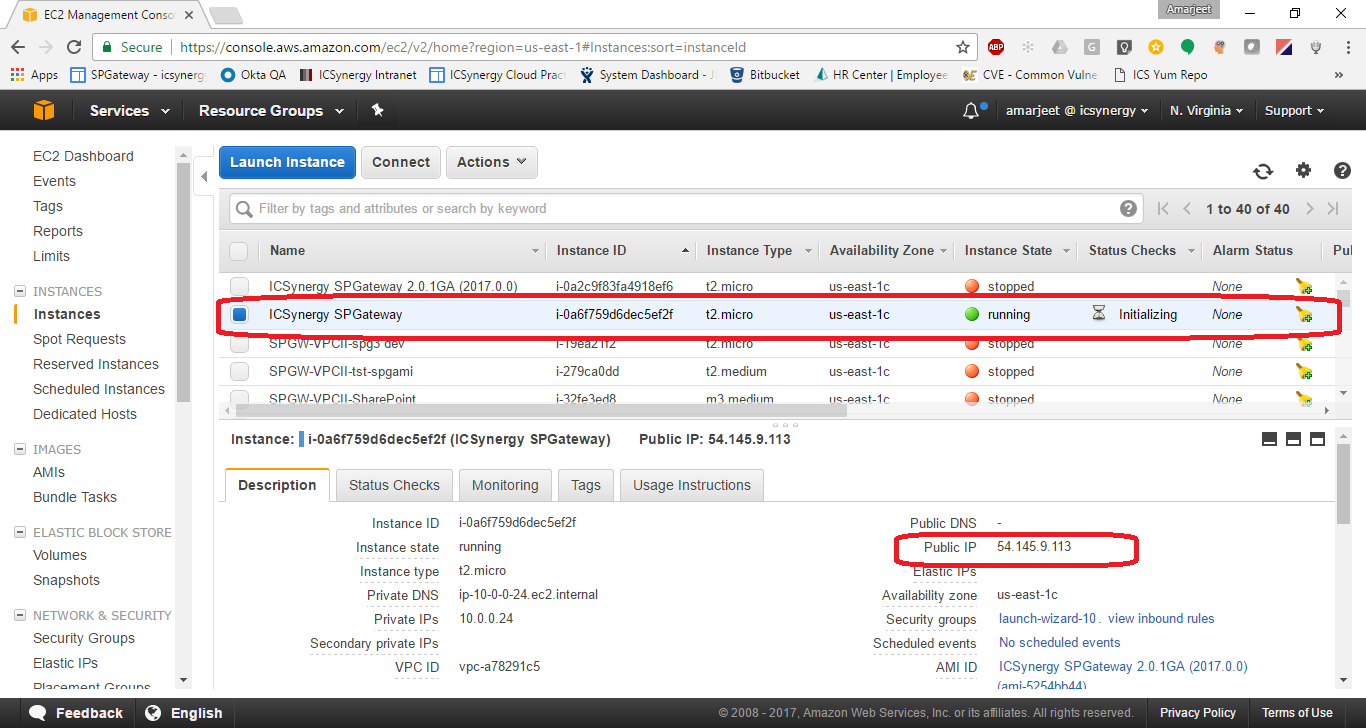 Amarjeet
EC2 Management Conso
Secure https://console.aws.amazon.com/ec2/v2/home?region=us-east-1#Instances:sort=instanceId
ABP G
Apps SPGateway - icsynerg Okta QA ICSynergy Intranet ICSynergy Cloud Prac System Dashboard - J Bitbucket HR Center | Employee CVE - Common Vulne ICS Yum Repo »
Services Resource Groups amarjeet @ icsynergy N. Virginia Support
EC2 Dashboard
Events
Tags
Reports
Limits
INSTANCES
Instances
Spot Requests
Reserved Instances
Scheduled Instances
Dedicated Hosts
IMAGES
AMIs
Bundle Tasks
ELASTIC BLOCK STORE
Volumes
Snapshots
NETWORK & SECURITY
Security Groups
Elastic IPs
Placement Groups
Launch Instance Connect Actions
Filter by tags and attributes or search by keyword 1 to 40 of 40
Name Instance ID Instance Type Availability Zone Instance State Status Checks Alarm Status Pul
ICSynergy SPGateway 2.0.1GA (2017.0.0) i-0a2c9f83fa4918ef6 t2.micro us-east-1c stopped None
ICSynergy SPGateway i-0a6f759d6dec5ef2f t2.micro us-east-1c running Initializing None
SPGW-VPCII-spg3 dev i-19ea21f2 t2.micro us-east-1c stopped None
SPGW-VPCII-tst-spgami i-279ca0dd t2.medium us-east-1c stopped None
SPGW-VPCII-SharePoint i-32fe3ed8 m3.medium us-east-1c stopped None
Instance: i-0a6f759d6dec5ef2f (ICSynergy SPGateway) Public IP: 54.145.9.113
Description Status Checks Monitoring Tags Usage Instructions
Instance ID i-0a6f759d6dec5ef2f Public DNS -
Instance state running Public IP 54.145.9.113
Instance type t2.micro Elastic IPs
Private DNS ip-10-0-0-24.ec2.internal Availability zone us-east-1c
Private IPs 10.0.0.24 Security groups launch-wizard-10. view inbound rules
Secondary private IPs Scheduled events No scheduled events
VPC ID vpc-a78291c5 AMI ID ICSynergy SPGateway 2.0.1GA (2017.0.0)
(ami-5254bb44)
Feedback English © 2008 - 2017, Amazon Web Services, Inc. or its affiliates. All rights reserved. Privacy Policy Terms of Use